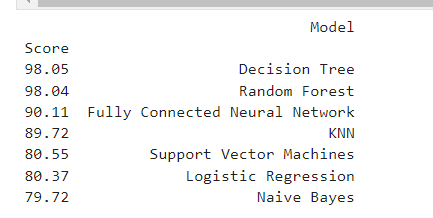 Model
Score
98.05 Decision Tree
98.04 Random Forest
90.11 Fully Connected Neural Network
89.72 KNN
80.55 Support Vector Machines
80.37 Logistic Regression
79.72 Naive Bayes